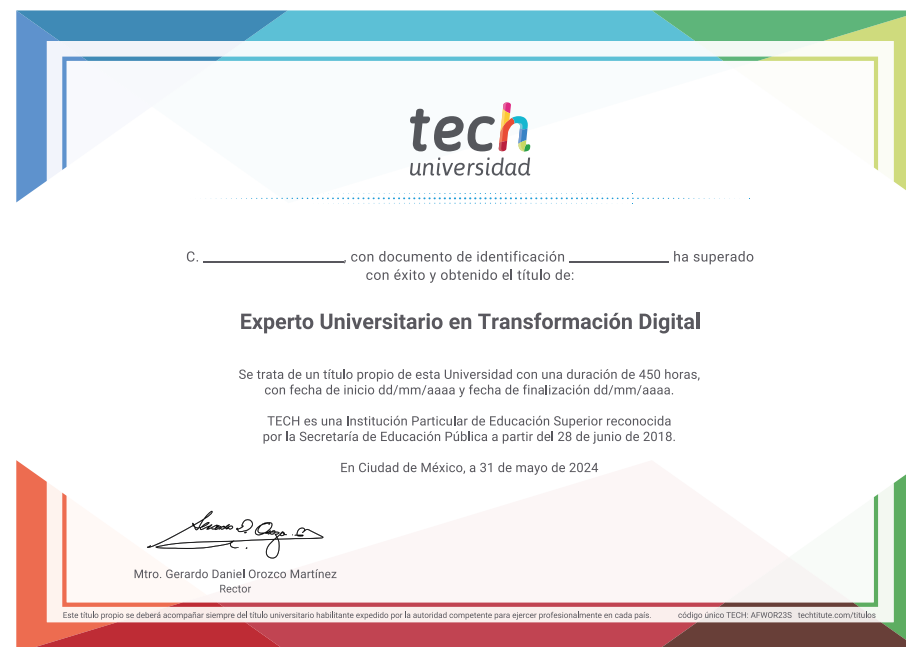 tech
universidad
C. ____________________, con documento de identificación ______________ ha superado
con éxito y obtenido el título de:
Experto Universitario en Transformación Digital
Se trata de un título propio de esta Universidad con una duración de 450 horas,
con fecha de inicio dd/mm/aaaa y fecha de finalización dd/mm/aaaa.
TECH es una Institución Particular de Educación Superior reconocida
por la Secretaría de Educación Pública a partir del 28 de junio de 2018.
En Ciudad de México, a 31 de mayo de 2024
Mtro. Gerardo Daniel Orozco Martínez
Rector
Este título propio se deberá acompañar siempre del título universitario habilitante expedido por la autoridad competente para ejercer profesionalmente en cada país. código único TECH: AFWOR23S techtitute.com/titulos